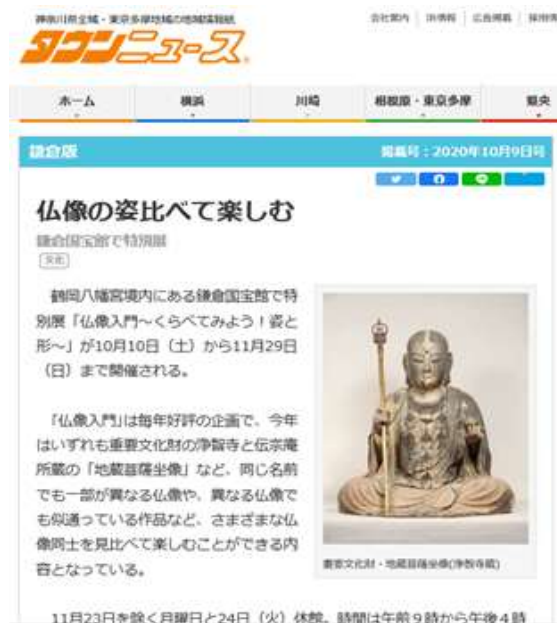 神奈川県全域・東京多摩地域の地域情報紙
タウンニュース
会社案内
広告掲載
ホーム
横浜
川崎
相模原・東京多摩
県央
鎌倉版
掲載号：2020年10月9日号
仏像の姿比べて楽しむ
鎌倉国宝館で特別展
文化
鶴岡八幡宮境内にある鎌倉国宝館で特
別展「仏像入門～くらべてみよう！姿と
形～」が10月10日（土）から11月29日
（日）まで開催される。
「仏像入門」は毎年好評の企画で、今年
はいずれも重要文化財の浄智寺と伝宗庵
所蔵の「地蔵菩薩坐像」など、同じ名前
でも一部が異なる仏像や、異なる仏像で
も似通っている作品など、さまざまな仏
像同士を見比べて楽しむことができる内
容となっている。
重要文化財・地蔵菩薩坐像(浄智寺蔵)
11月23日を除く月曜日と24日（火）休館。時間は午前９時から午後４時